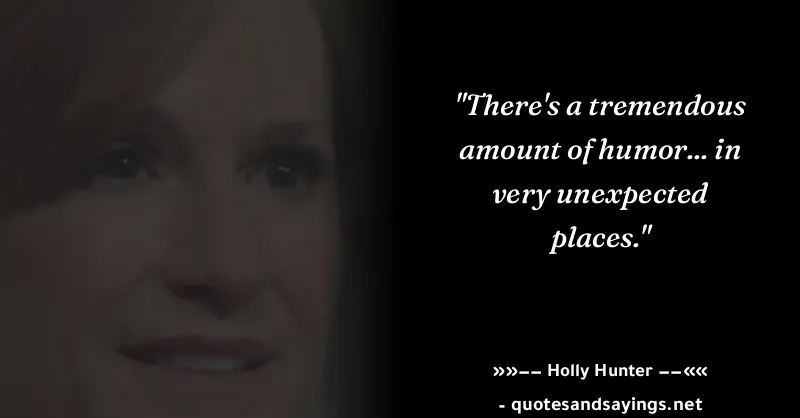 "There's a tremendous
amount of humor... in
very unexpected
places."
»»−− Holly Hunter −−««
- quotesandsayings.net